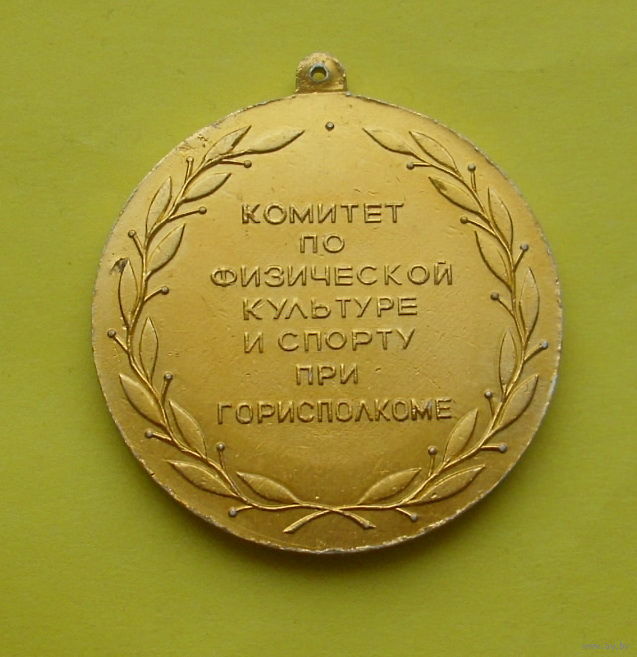 КОМИТЕТ
ПО
ФИЗИЧЕСКОЙ
КУЛЬТУРЕ
И СПОРТУ
ПРИ
ГОРИСПОЛКОМЕ